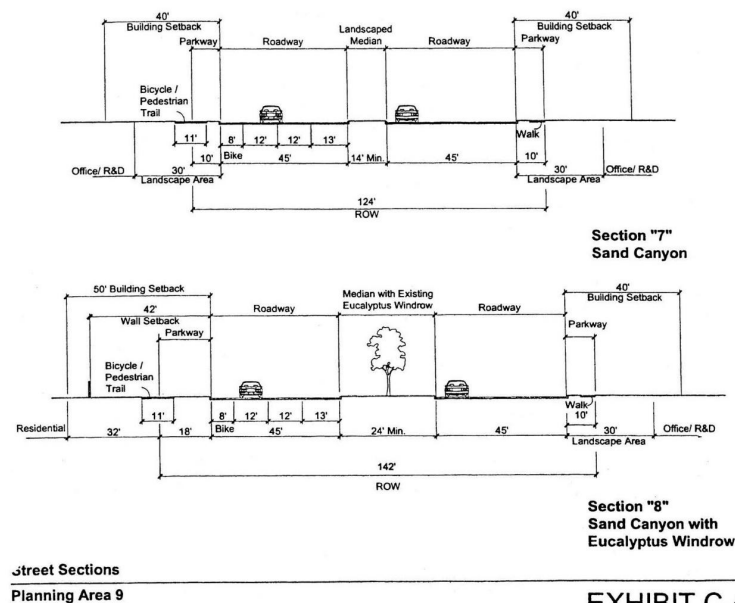 40'
Building Setback
Landscaped
Median
40'
Building Setback
Parkway
Roadway
Roadway
Parkway
Bicycle /
Pedestrian
Trail
Walk
11'
8'
12'
12'
13'
10'
Bike
45'
14' Min.
45'
10'
Office/ R&D
30'
Landscape Area
30'
Landscape Area
Office/ R&D
124'
ROW
Section "7"
Sand Canyon
50' Building Setback
42'
Wall Setback
Parkway
Roadway
Median with Existing
Eucalyptus Windrow
Roadway
40'
Building Setback
Parkway
Bicycle /
Pedestrian
Trail
Walk
11'
8'
12'
12'
13'
10'
Residential
32'
18'
Bike
45'
24' Min.
45'
30'
Landscape Area
Office/ R&D
142'
ROW
Section "8"
Sand Canyon with
Eucalyptus Windrow
Street Sections
Planning Area 9
EXHIBIT C